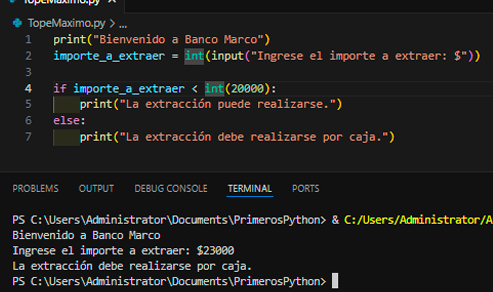 TopeMaximo.py
TopeMaximo.py > ...
1 print("Bienvenido a Banco Marco")
2 importe_a_extraer = int(input("Ingrese el importe a extraer: $"))
3
4 if importe_a_extraer < int(20000):
5 print("La extracción puede realizarse.")
6 else:
7 print("La extracción debe realizarse por caja.")
PROBLEMS OUTPUT DEBUG CONSOLE TERMINAL PORTS
PS C:\Users\Administrator\Documents\PrimerosPython> & C:/Users/Administrator/A
Bienvenido a Banco Marco
Ingrese el importe a extraer: $23000
La extracción debe realizarse por caja.
PS C:\Users\Administrator\Documents\PrimerosPython>